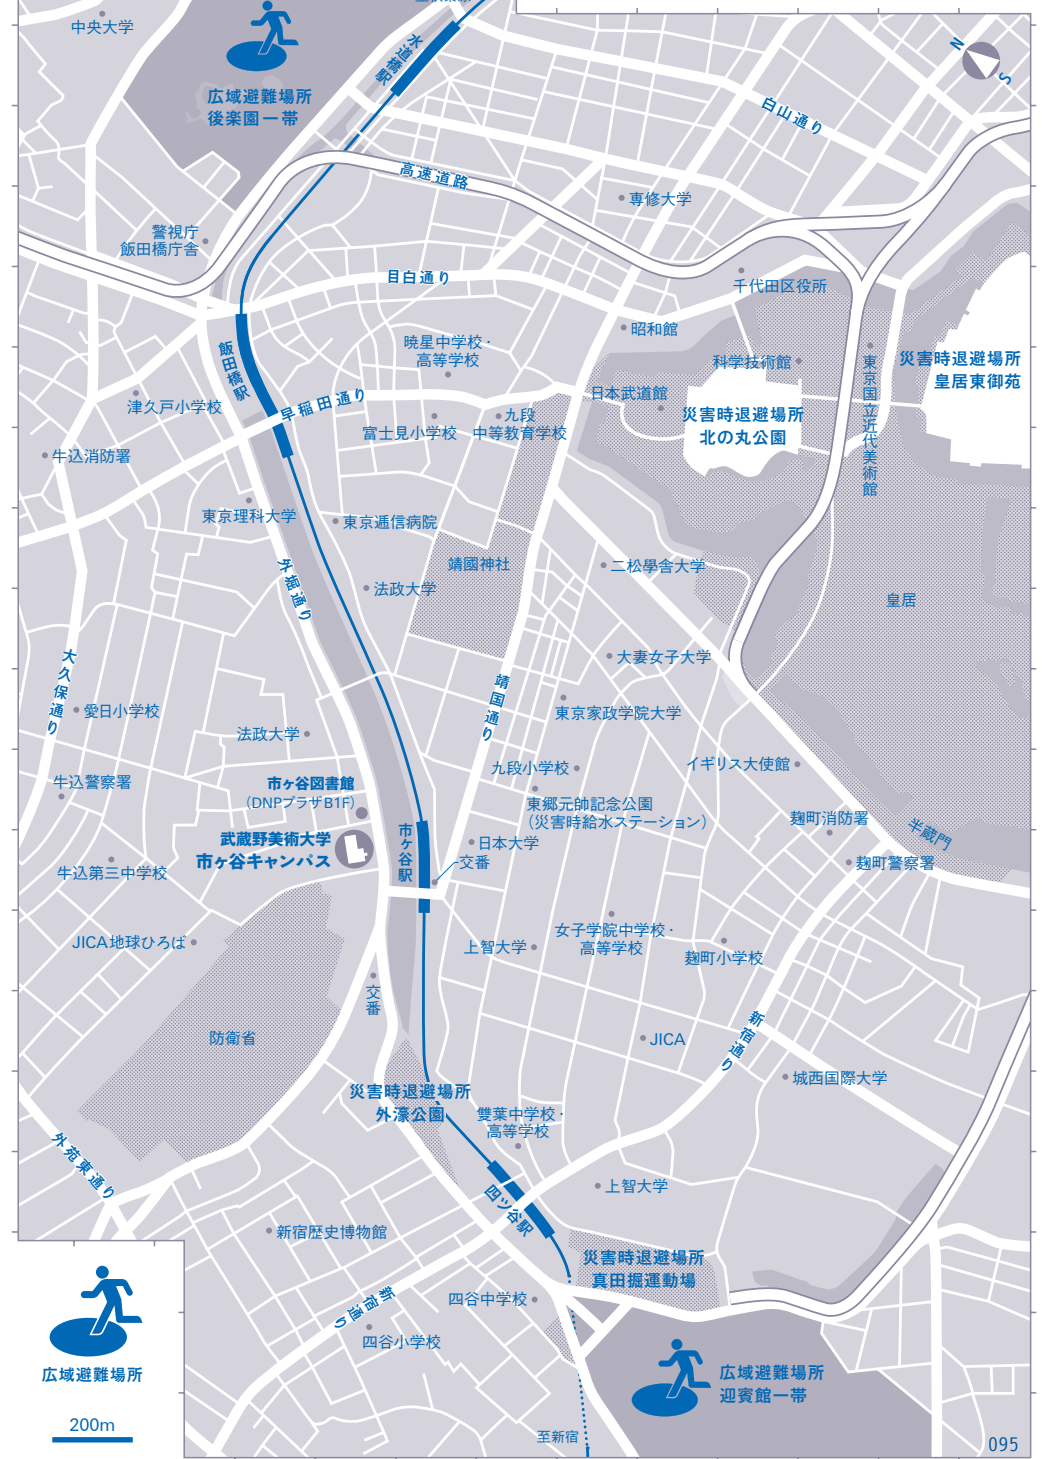 中央大学
水道橋駅
N
S
広域避難場所
後楽園一帯
白山通り
高速道路
専修大学
警視庁
飯田橋庁舎
目白通り
千代田区役所
昭和館
暁星中学校・
高等学校
飯田橋駅
科学技術館
東京国立近代美術館
災害時退避場所
皇居東御苑
日本武道館
早稲田通り
津久戸小学校
災害時退避場所
北の丸公園
九段
中等教育学校
富士見小学校
牛込消防署
東京理科大学
東京逓信病院
靖國神社
二松學舎大学
外堀通り
法政大学
皇居
大久保通り
大妻女子大学
靖国通り
愛日小学校
東京家政学院大学
法政大学
九段小学校
イギリス大使館
牛込警察署
市ヶ谷図書館
（DNPプラザB1F）
東郷元帥記念公園
（災害時給水ステーション）
麹町消防署
半蔵門
武蔵野美術大学
市ヶ谷キャンパス
市ヶ谷駅
日本大学
交番
麹町警察署
牛込第三中学校
JICA地球ひろば
上智大学
女子学院中学校・
高等学校
麹町小学校
交番
防衛省
JICA
新宿通り
城西国際大学
災害時退避場所
外濠公園
雙葉中学校・
高等学校
外苑東通り
四ツ谷駅
上智大学
新宿歴史博物館
災害時退避場所
真田掘運動場
新宿通り
四谷中学校
四谷小学校
広域避難場所
広域避難場所
迎賓館一帯
200m
至新宿
095